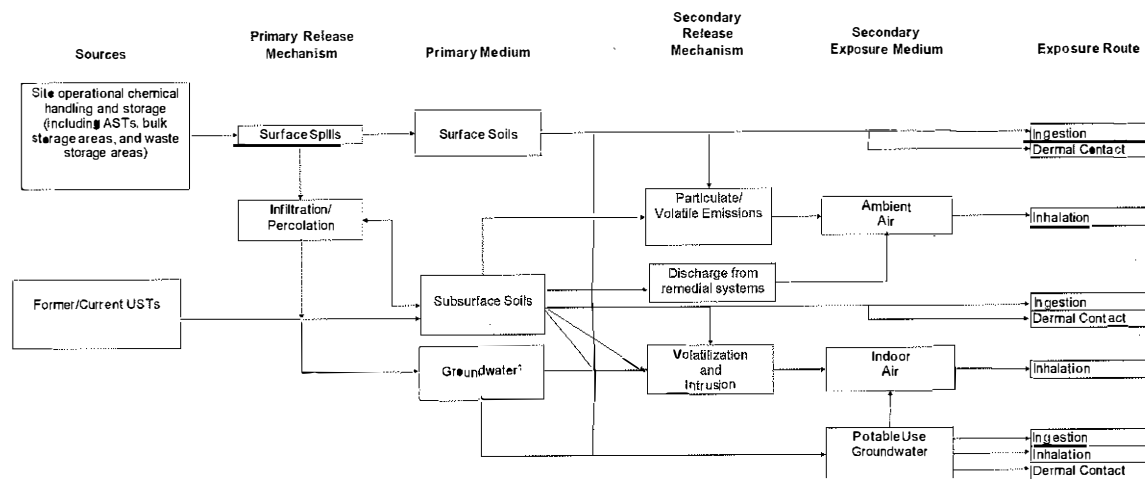 Sources
Primary Release
Mechanism
Primary Medium
Secondary
Release
Mechanism
Secondary
Exposure Medium
Exposure Route
Site operational chemical
handling and storage
(including ASTs, bulk
storage areas, and waste
storage areas)
Surface Spills
Surface Soils
Ingestion
Dermal Contact
Infiltration/
Percolation
Particulate/
Volatile Emissions
Ambient
Air
Inhalation
Former/Current USTs
Subsurface Soils
Discharge from
remedial systems
Ingestion
Dermal Contact
Groundwater¹
Volatilization
and
Intrusion
Indoor
Air
Inhalation
Potable Use
Groundwater
Ingestion
Inhalation
Dermal Contact